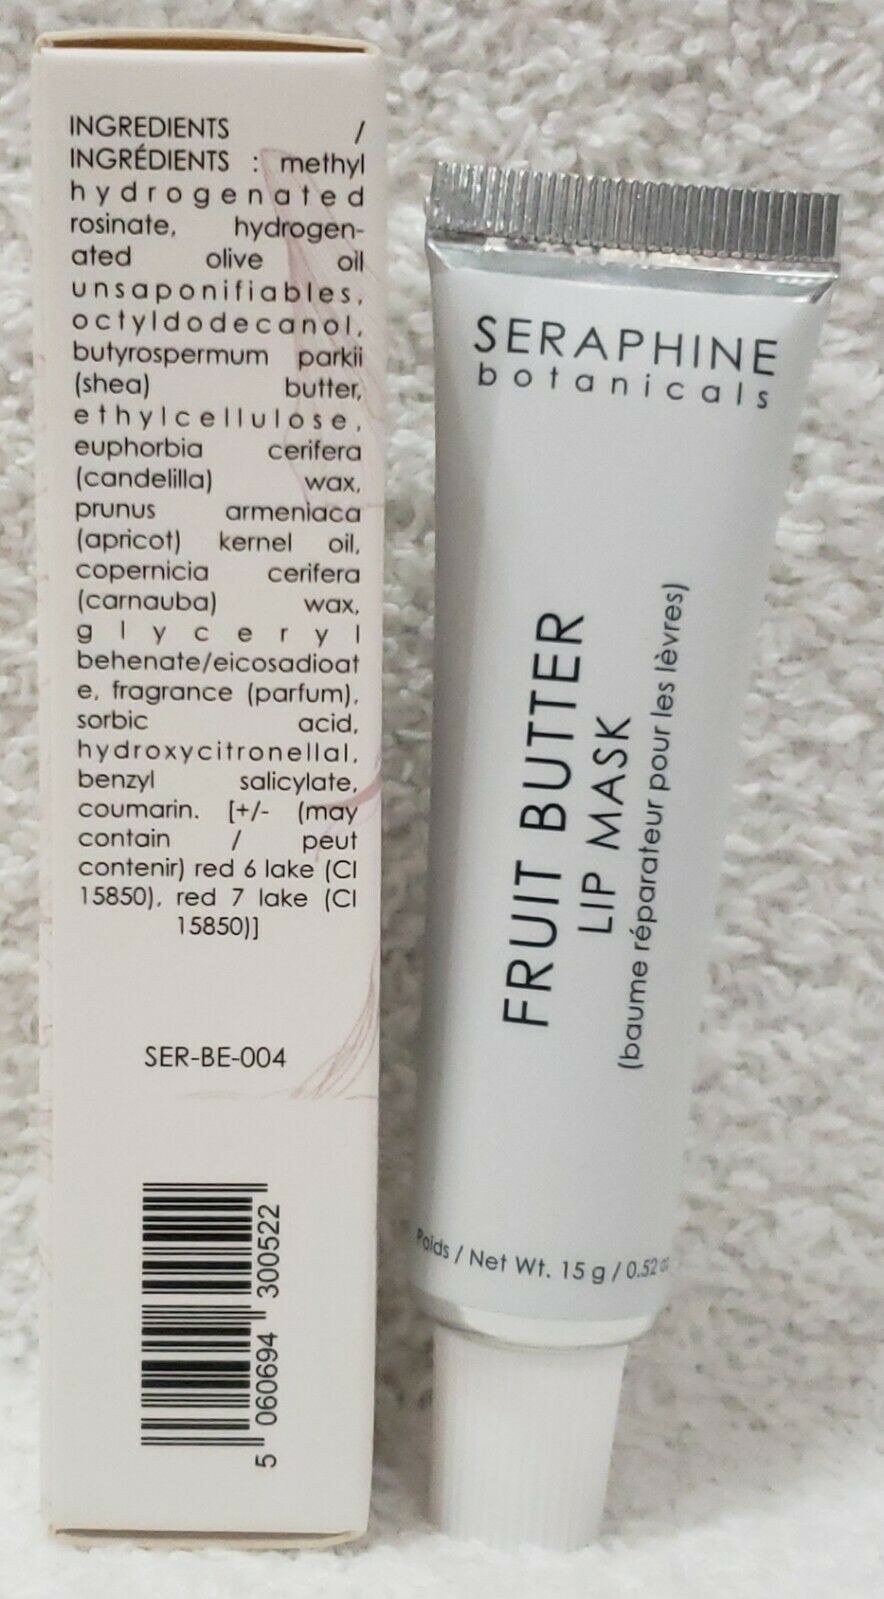 INGREDIENTS /
INGRÉDIENTS : methyl
hydrogenated
rosinate, hydrogen-
ated olive oil
unsaponifiables,
octyldodecanol,
butyrospermum parkii
(shea) butter,
ethylcellulose,
euphorbia cerifera
(candelilla) wax,
prunus armeniaca
(apricot) kernel oil,
copernicia cerifera
(carnauba) wax,
glyceryl
behenate/eicosadioat
e, fragrance (parfum),
sorbic acid,
hydroxycitronellal,
benzyl salicylate,
coumarin. [+/- (may
contain / peut
contenir) red 6 lake (CI
15850), red 7 lake (CI
15850)]
SER-BE-004
5 060694 300522
SERAPHINE
botanicals
FRUIT BUTTER
LIP MASK
(baume réparateur pour les lèvres)
Poids / Net Wt. 15 g / 0.52